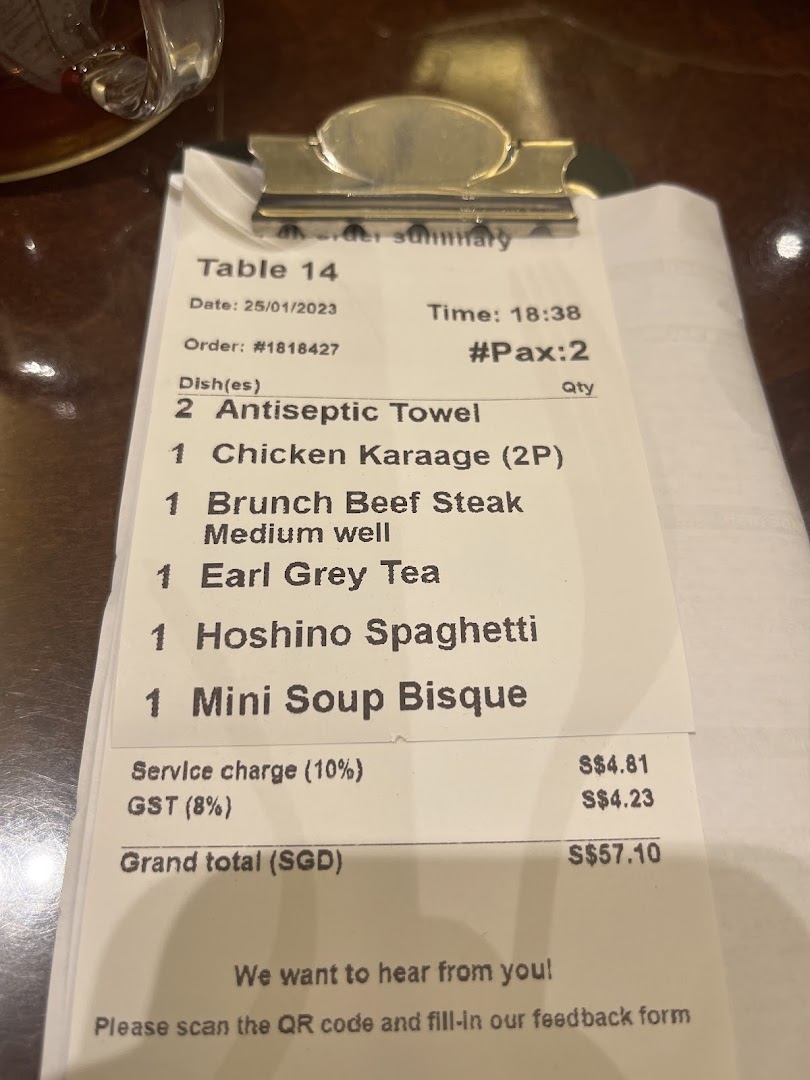 order summary
Table 14
Date: 25/01/2023 Time: 18:38
Order: #1818427 #Pax:2
Dish(es) Qty
2 Antiseptic Towel
1 Chicken Karaage (2P)
1 Brunch Beef Steak
Medium well
1 Earl Grey Tea
1 Hoshino Spaghetti
1 Mini Soup Bisque
Service charge (10%) S$4.81
GST (8%) S$4.23
Grand total (SGD) S$57.10
We want to hear from you!
Please scan the QR code and fill-in our feedback form